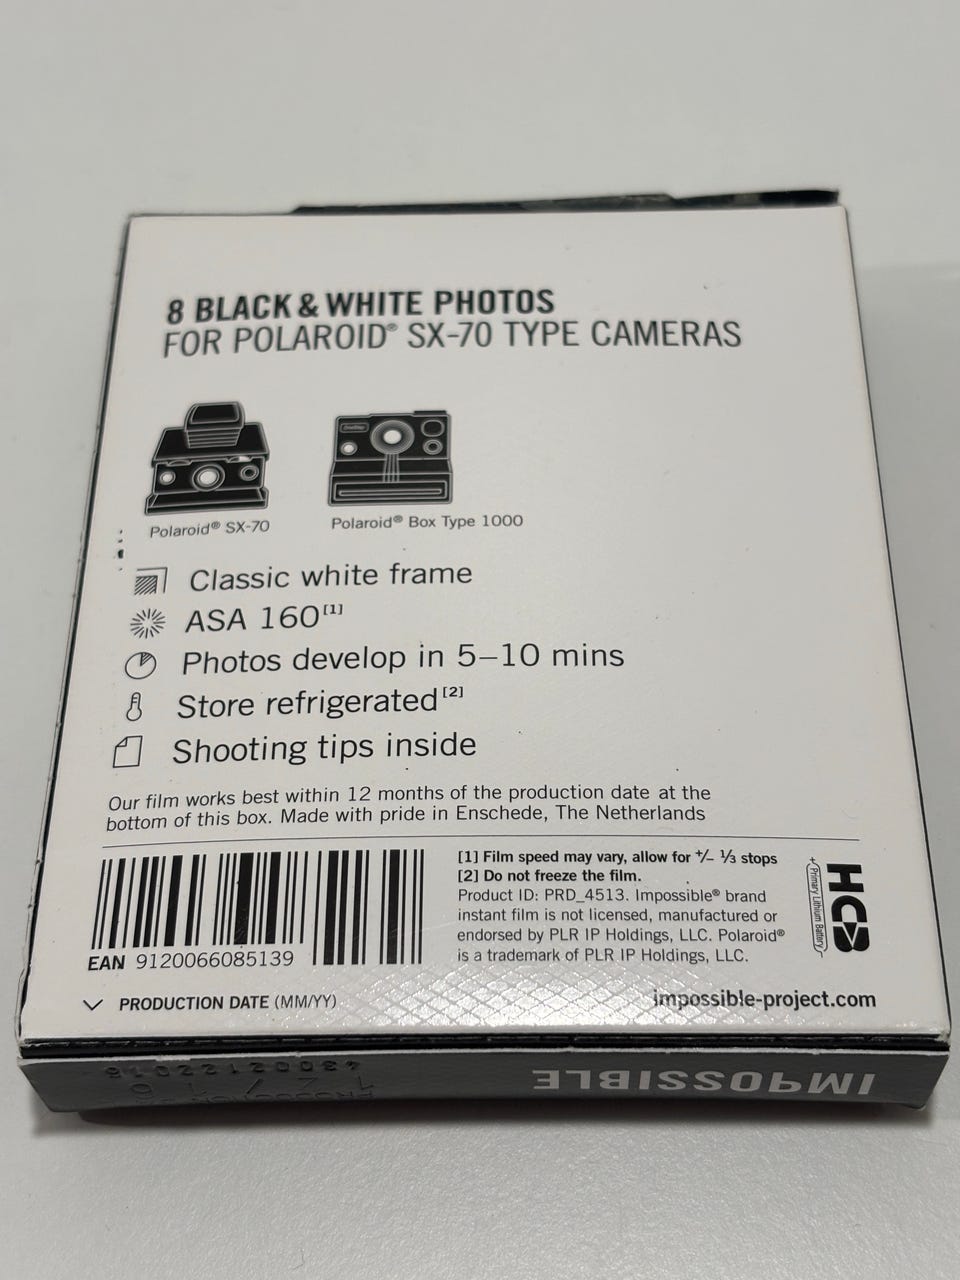 8 BLACK & WHITE PHOTOS
FOR POLAROID® SX-70 TYPE CAMERAS
OneStep
Polaroid® SX-70
Polaroid® Box Type 1000
Classic white frame
ASA 160[1]
Photos develop in 5–10 mins
Store refrigerated[2]
Shooting tips inside
Our film works best within 12 months of the production date at the
bottom of this box. Made with pride in Enschede, The Netherlands
[1] Film speed may vary, allow for +/– 1/3 stops
[2] Do not freeze the film.
Product ID: PRD_4513. Impossible® brand
instant film is not licensed, manufactured or
endorsed by PLR IP Holdings, LLC. Polaroid®
is a trademark of PLR IP Holdings, LLC.
+ Primary Lithium Battery -
EAN 9120066085139
PRODUCTION DATE (MM/YY)
impossible-project.com
IMPOSSIBLE